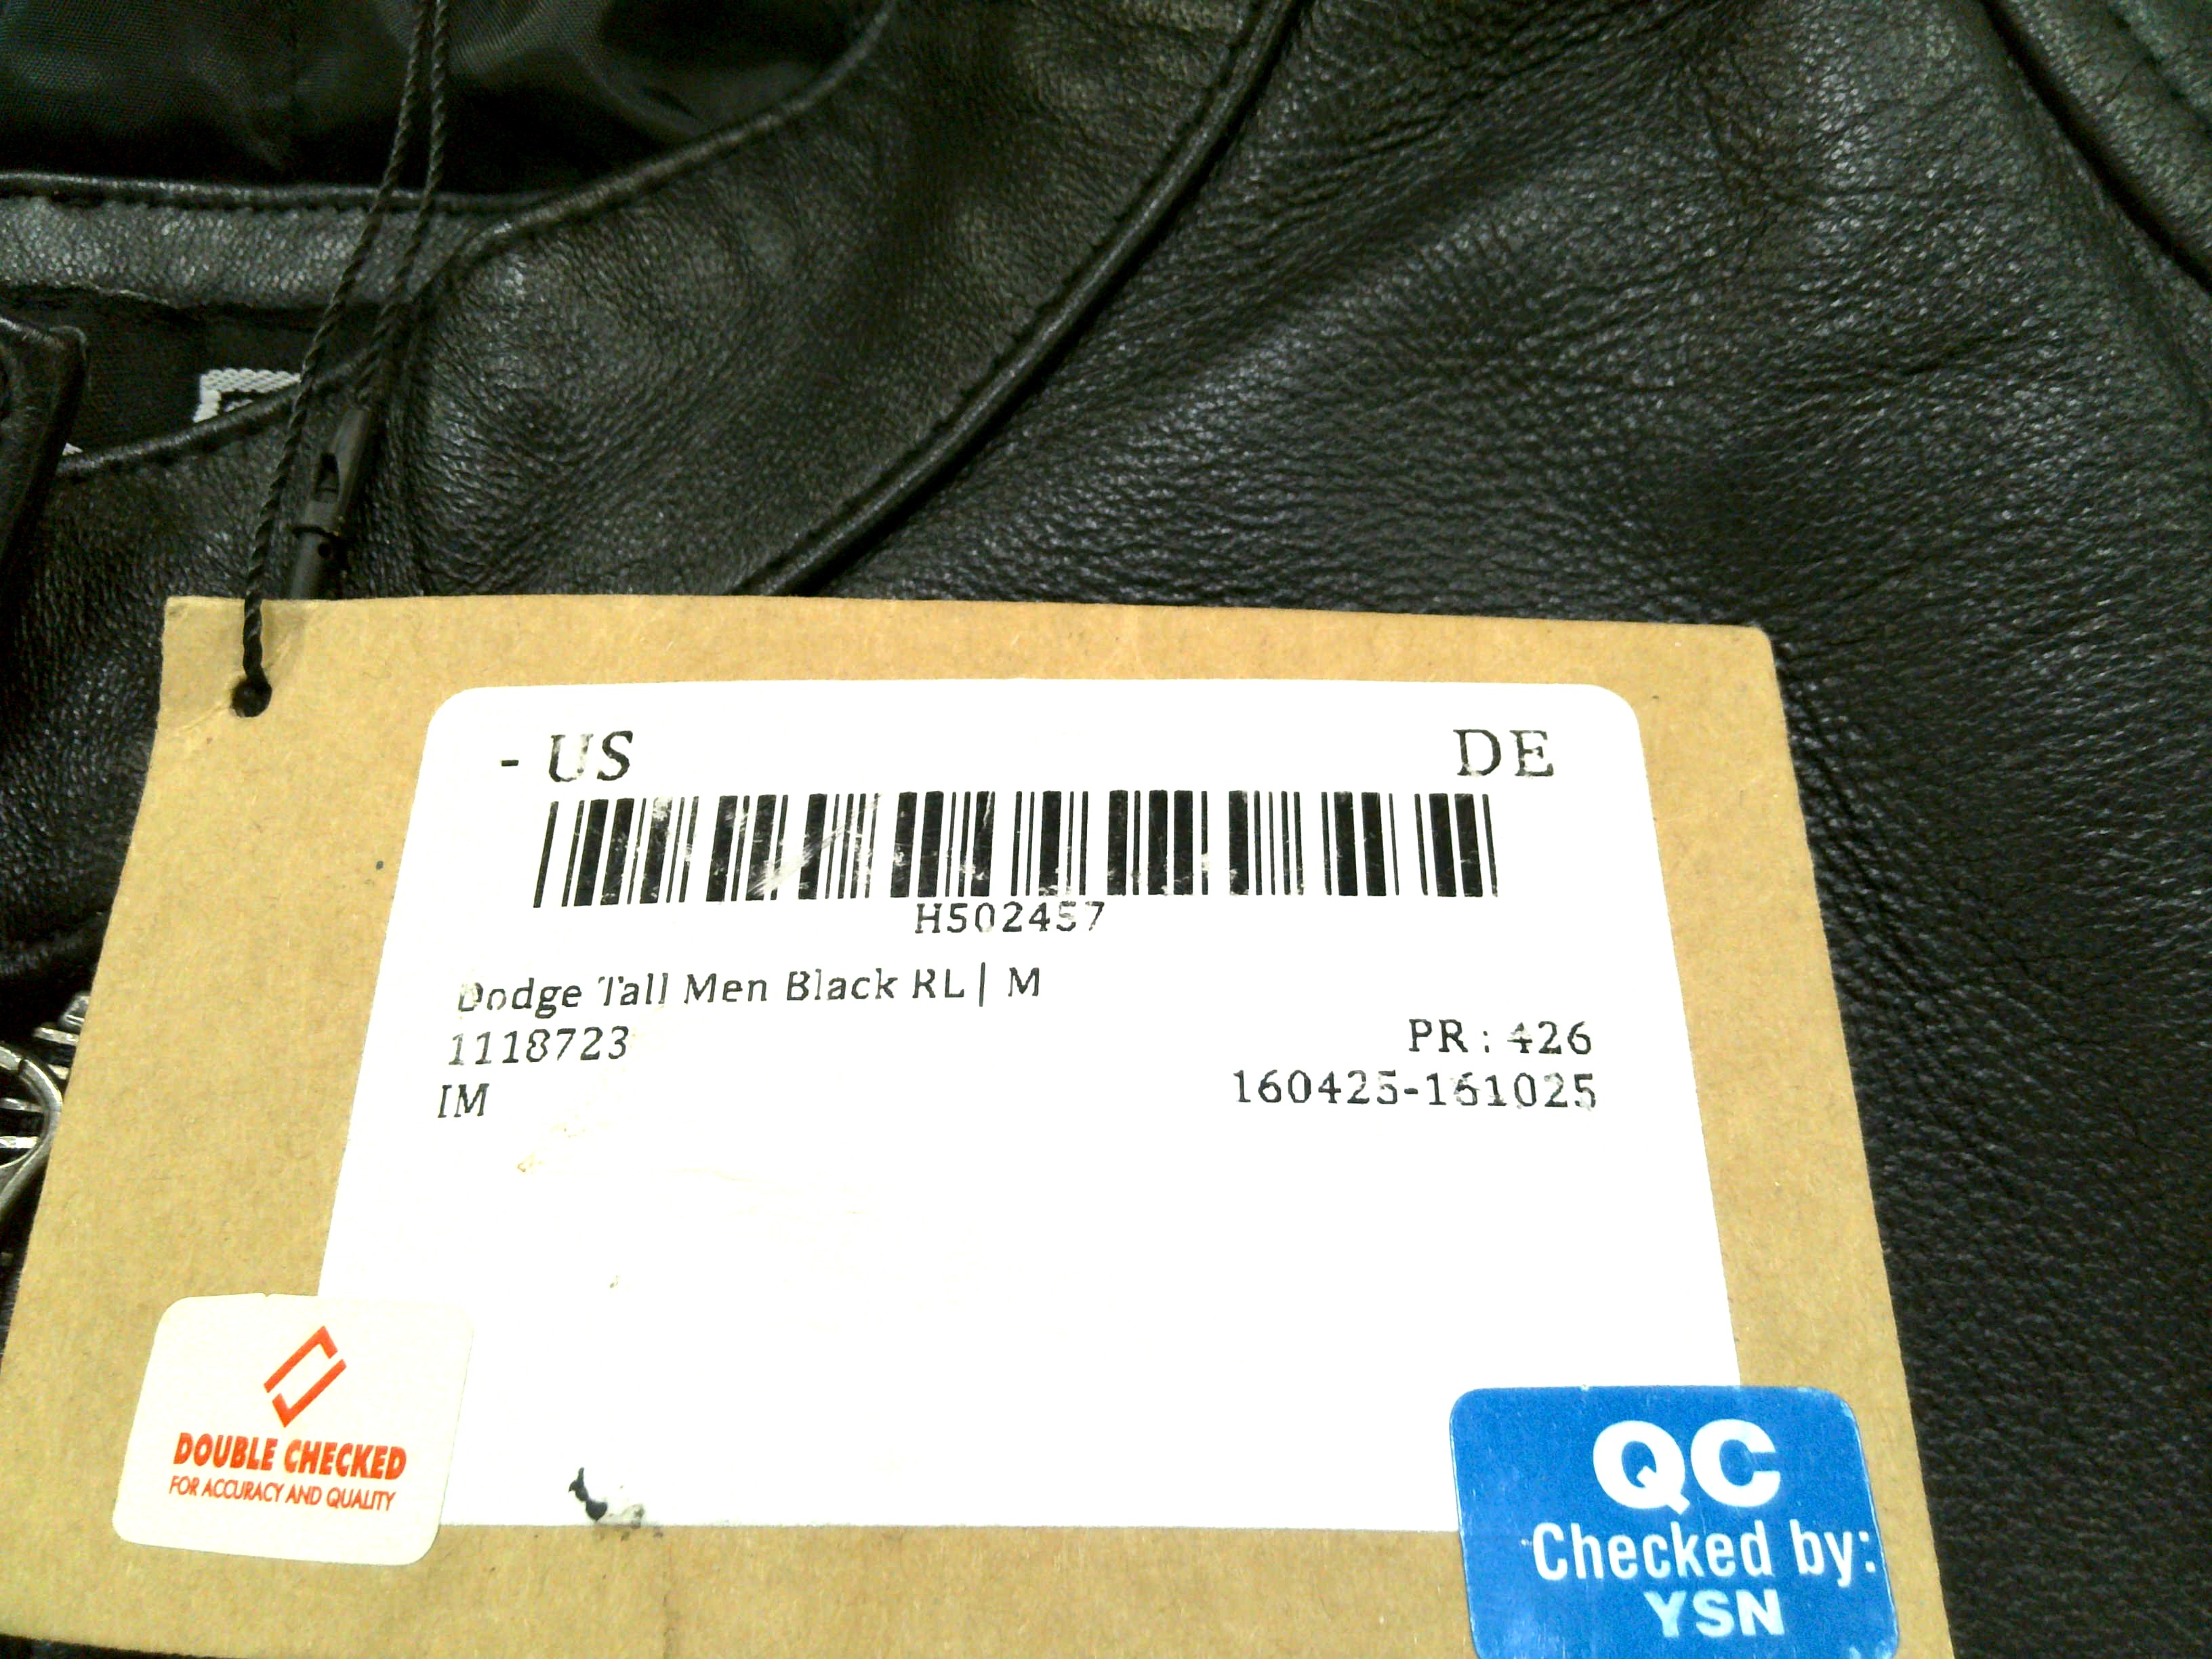 - US DE
H502457
Dodge Tall Men Black RL| M
1118723 PR : 426
IM 160425-161025
DOUBLE CHECKED
FOR ACCURACY AND QUALITY
QC
Checked by:
YSN